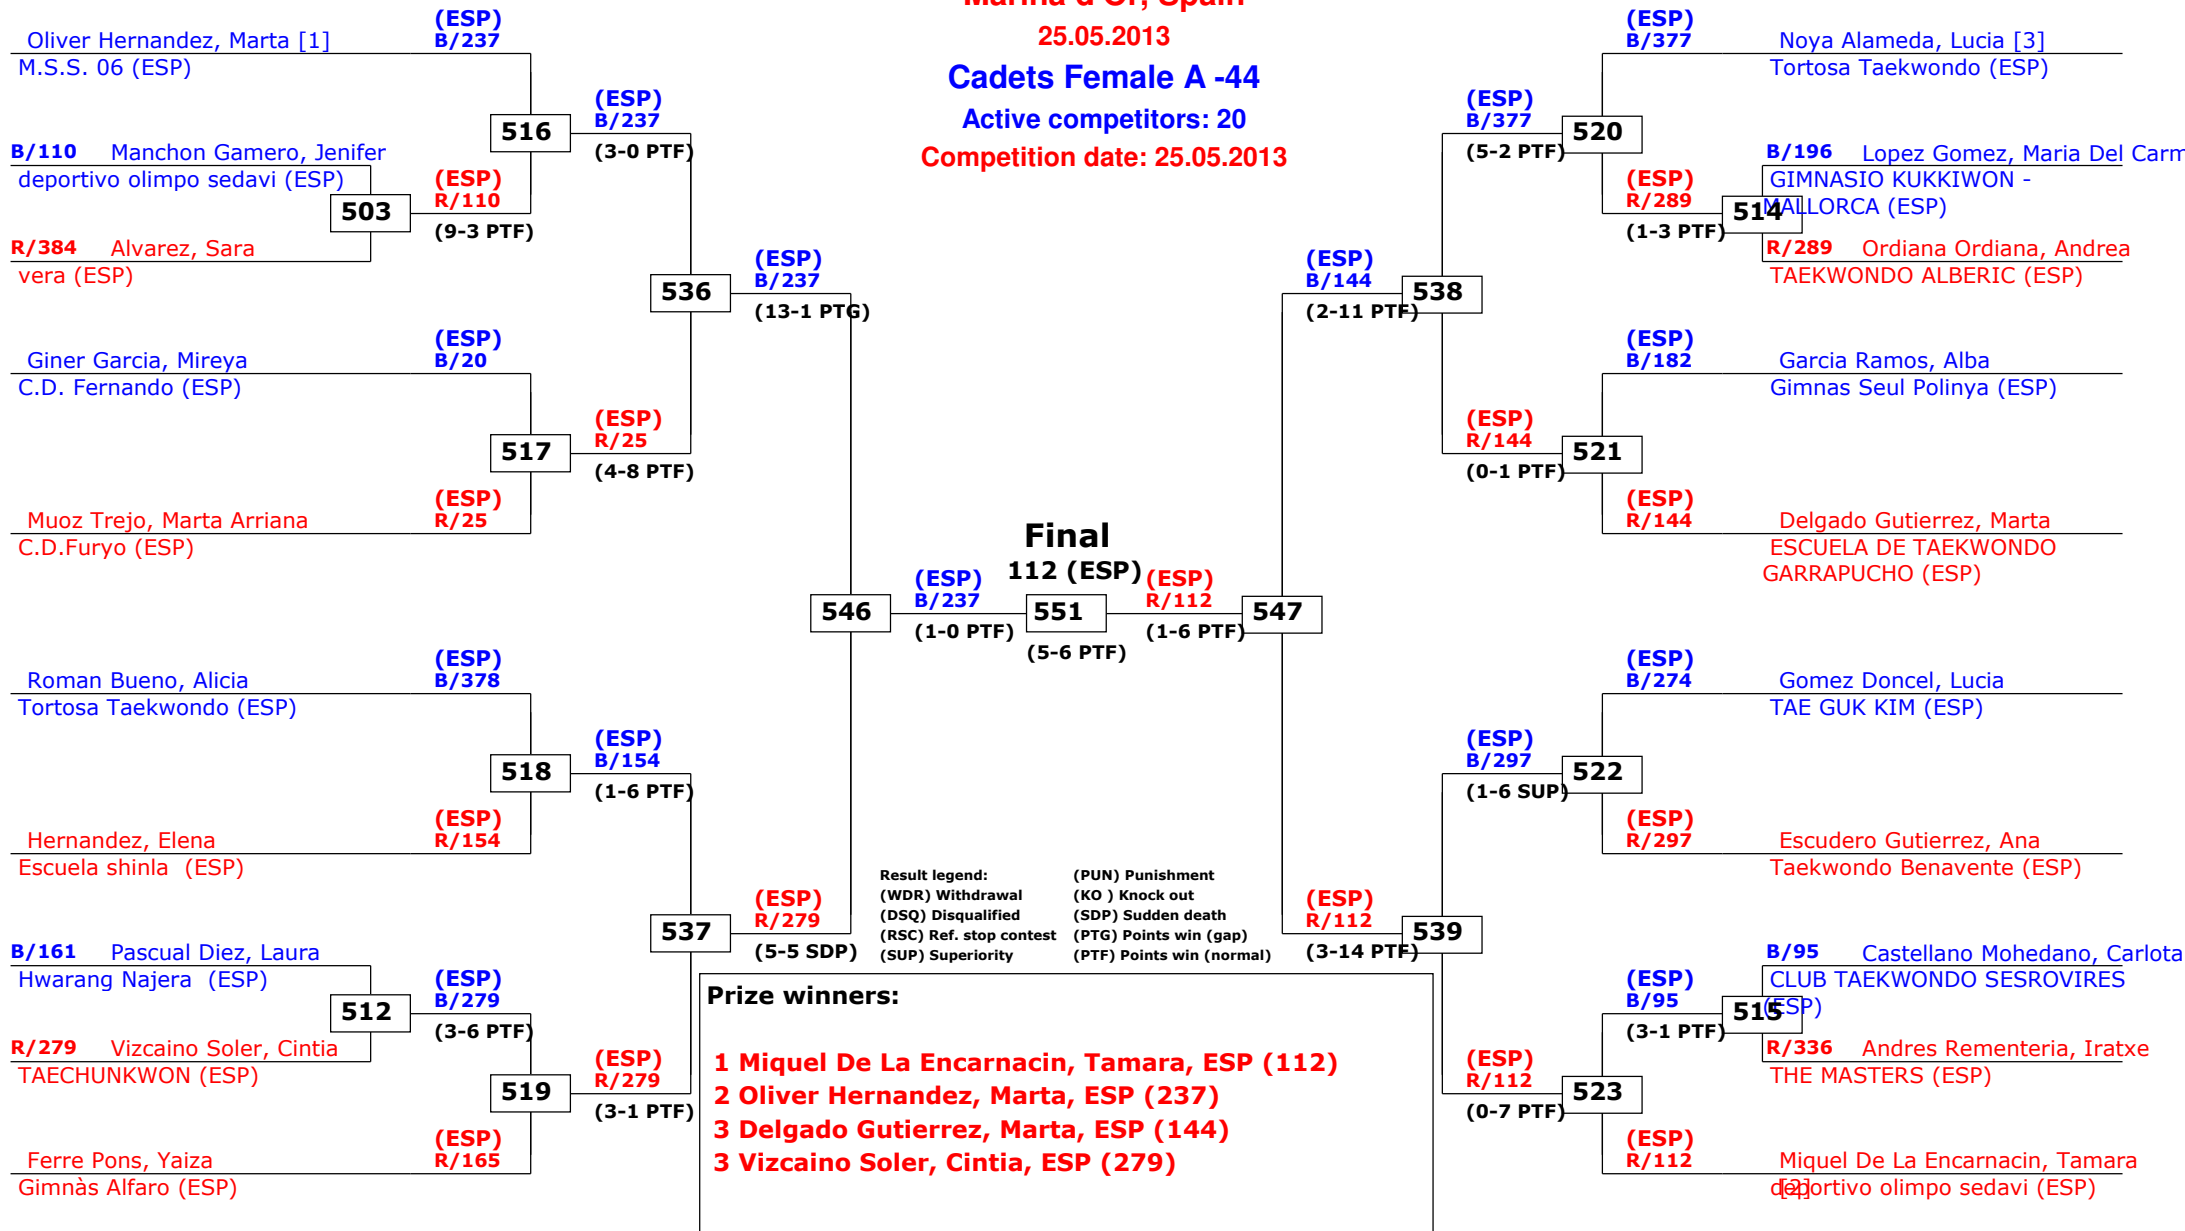 Marina d'Or, Spain
25.05.2013
Cadets Female A -44
Active competitors: 20
Competition date: 25.05.2013
(ESP)
Oliver Hernandez, Marta [1] B/237
M.S.S. 06 (ESP)
516
(ESP)
B/237
(3-0 PTF)
B/110 Manchon Gamero, Jenifer
deportivo olimpo sedavi (ESP)
503
(ESP)
R/110
(9-3 PTF)
R/384 Alvarez, Sara
vera (ESP)
536
(ESP)
B/237
(13-1 PTG)
(ESP)
Giner Garcia, Mireya B/20
C.D. Fernando (ESP)
517
(ESP)
R/25
(4-8 PTF)
(ESP)
Muoz Trejo, Marta Arriana R/25
C.D.Furyo (ESP)
546
(ESP)
B/237
(1-0 PTF)
(ESP)
Roman Bueno, Alicia B/378
Tortosa Taekwondo (ESP)
518
(ESP)
B/154
(1-6 PTF)
(ESP)
Hernandez, Elena R/154
Escuela shinla (ESP)
537
(ESP)
R/279
(5-5 SDP)
B/161 Pascual Diez, Laura
Hwarang Najera (ESP)
512
(ESP)
B/279
(3-6 PTF)
R/279 Vizcaino Soler, Cintia
TAECHUNKWON (ESP)
519
(ESP)
R/279
(3-1 PTF)
(ESP)
Ferre Pons, Yaiza R/165
Gimnàs Alfaro (ESP)
Final
112 (ESP)
551
(5-6 PTF)
(ESP)
R/112
(1-6 PTF)
547
(ESP)
B/377 Noya Alameda, Lucia [3]
Tortosa Taekwondo (ESP)
(ESP)
B/377
(5-2 PTF)
520
B/196 Lopez Gomez, Maria Del Carm
GIMNASIO KUKKIWON -
MALLORCA (ESP)
(ESP)
R/289
(1-3 PTF)
514
R/289 Ordiana Ordiana, Andrea
TAEKWONDO ALBERIC (ESP)
(ESP)
B/144
(2-11 PTF)
538
(ESP)
B/182 Garcia Ramos, Alba
Gimnas Seul Polinya (ESP)
(ESP)
R/144
(0-1 PTF)
521
(ESP)
R/144 Delgado Gutierrez, Marta
ESCUELA DE TAEKWONDO
GARRAPUCHO (ESP)
(ESP)
B/274 Gomez Doncel, Lucia
TAE GUK KIM (ESP)
(ESP)
B/297
(1-6 SUP)
522
(ESP)
R/297 Escudero Gutierrez, Ana
Taekwondo Benavente (ESP)
(ESP)
R/112
(3-14 PTF)
539
B/95 Castellano Mohedano, Carlota
CLUB TAEKWONDO SESROVIRES
(ESP)
(ESP)
B/95
(3-1 PTF)
515
R/336 Andres Rementeria, Iratxe
THE MASTERS (ESP)
(ESP)
R/112
(0-7 PTF)
523
(ESP)
R/112 Miquel De La Encarnacin, Tamara
[2]
deportivo olimpo sedavi (ESP)
Result legend: (PUN) Punishment
(WDR) Withdrawal (KO ) Knock out
(DSQ) Disqualified (SDP) Sudden death
(RSC) Ref. stop contest (PTG) Points win (gap)
(SUP) Superiority (PTF) Points win (normal)
Prize winners:
1 Miquel De La Encarnacin, Tamara, ESP (112)
2 Oliver Hernandez, Marta, ESP (237)
3 Delgado Gutierrez, Marta, ESP (144)
3 Vizcaino Soler, Cintia, ESP (279)